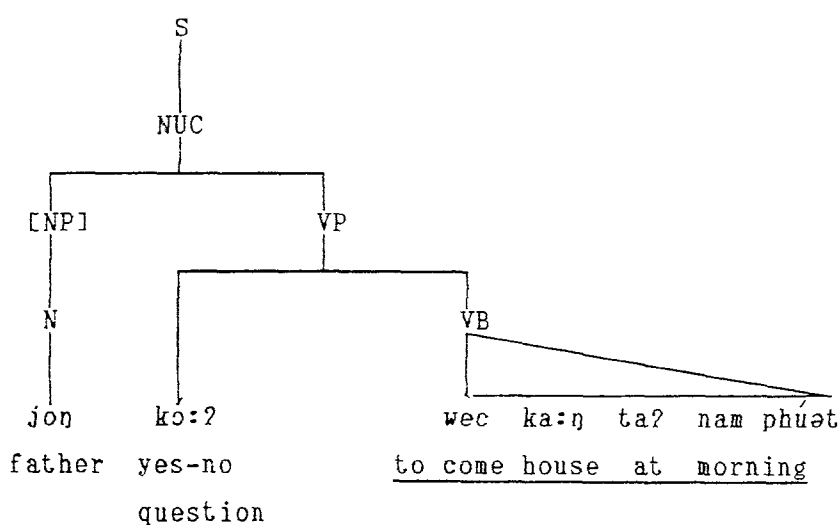 S
NUC
[NP] VP
N VB
joŋ kɔ:ʔ wec ka:ŋ taʔ nam phúət
father yes-no to come house at morning
question